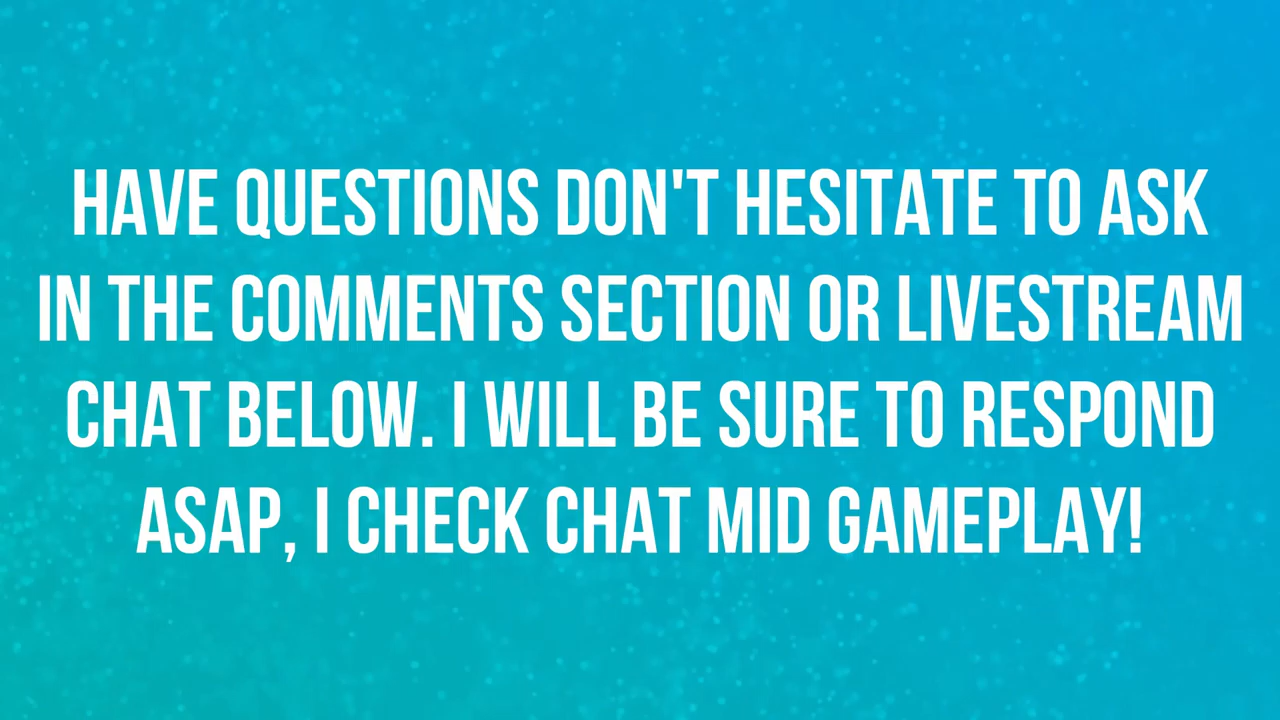 HAVE QUESTIONS DON'T HESITATE TO ASK
IN THE COMMENTS SECTION OR LIVESTREAM
CHAT BELOW. I WILL BE SURE TO RESPOND
ASAP, I CHECK CHAT MID GAMEPLAY!